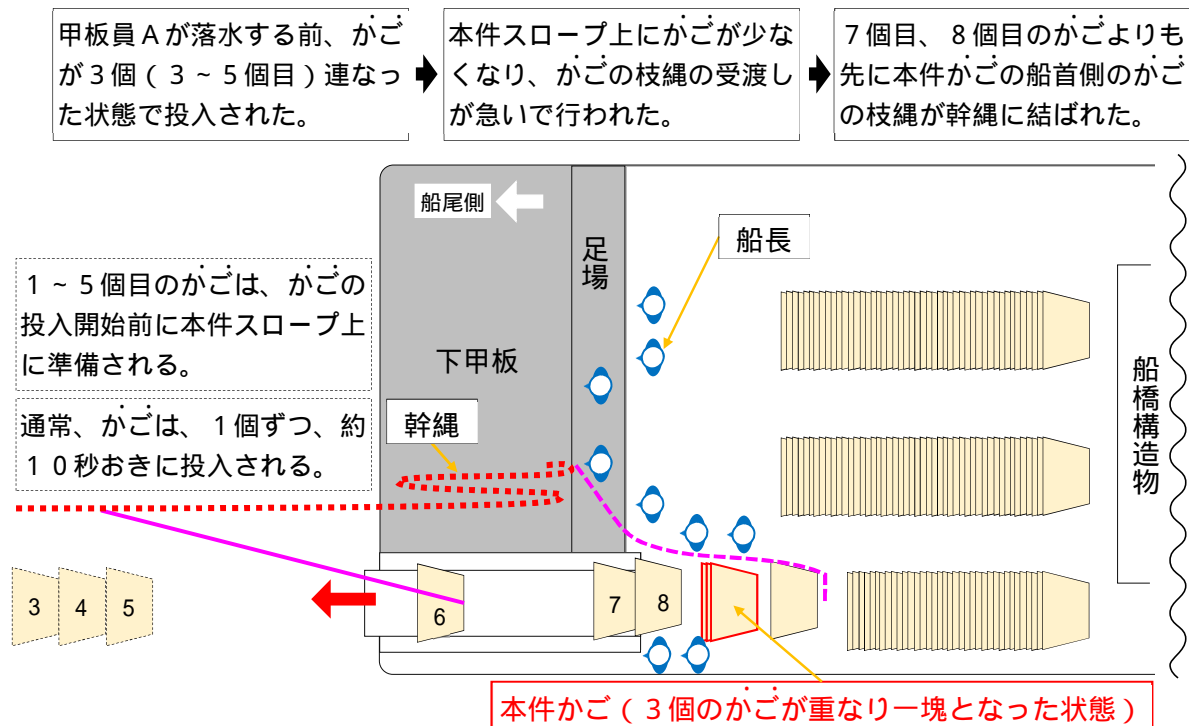 甲板員Ａが落水する前、かご
が３個（３～５個目）連なっ
た状態で投入された。
本件スロープ上にかごが少な
くなり、かごの枝縄の受渡し
が急いで行われた。
７個目、８個目のかごよりも
先に本件かごの船首側のかご
の枝縄が幹縄に結ばれた。
船尾側
足場
船長
１～５個目のかごは、かごの
投入開始前に本件スロープ上
に準備される。
下甲板
船橋構造物
通常、かごは、１個ずつ、約
１０秒おきに投入される。
幹縄
3
4
5
6
7
8
本件かご（３個のかごが重なり一塊となった状態）